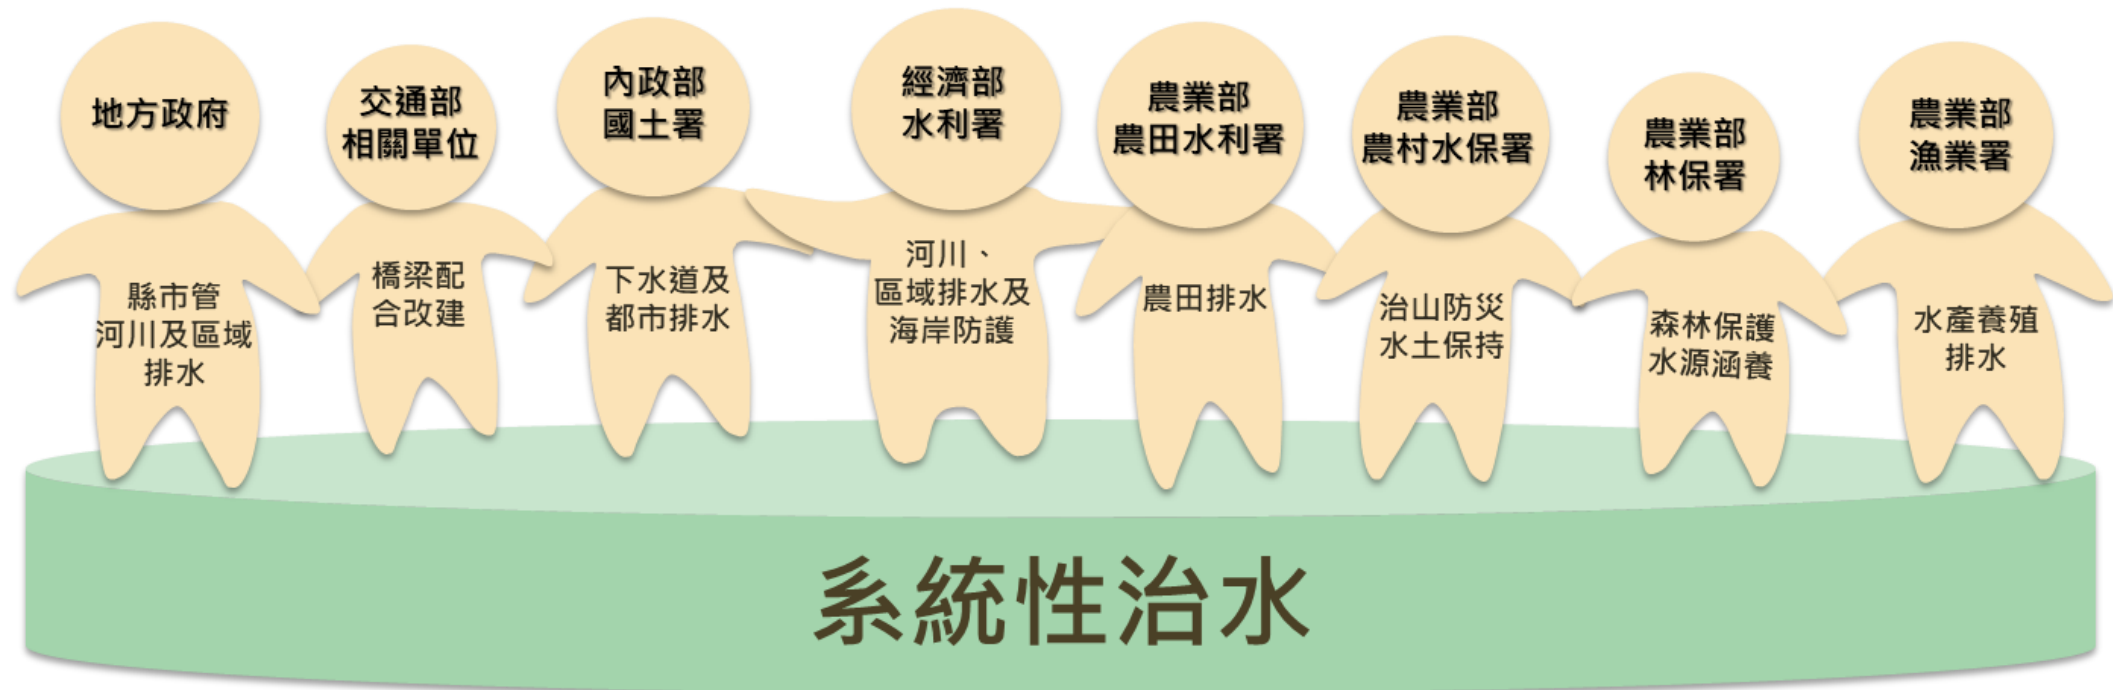 地方政府
縣市管
河川及區域
排水
交通部
相關單位
橋梁配
合改建
內政部
國土署
下水道及
都市排水
經濟部
水利署
河川、
區域排水及
海岸防護
農業部
農田水利署
農田排水
農業部
農村水保署
治山防災
水土保持
農業部
林保署
森林保護
水源涵養
農業部
漁業署
水產養殖
排水
系統性治水